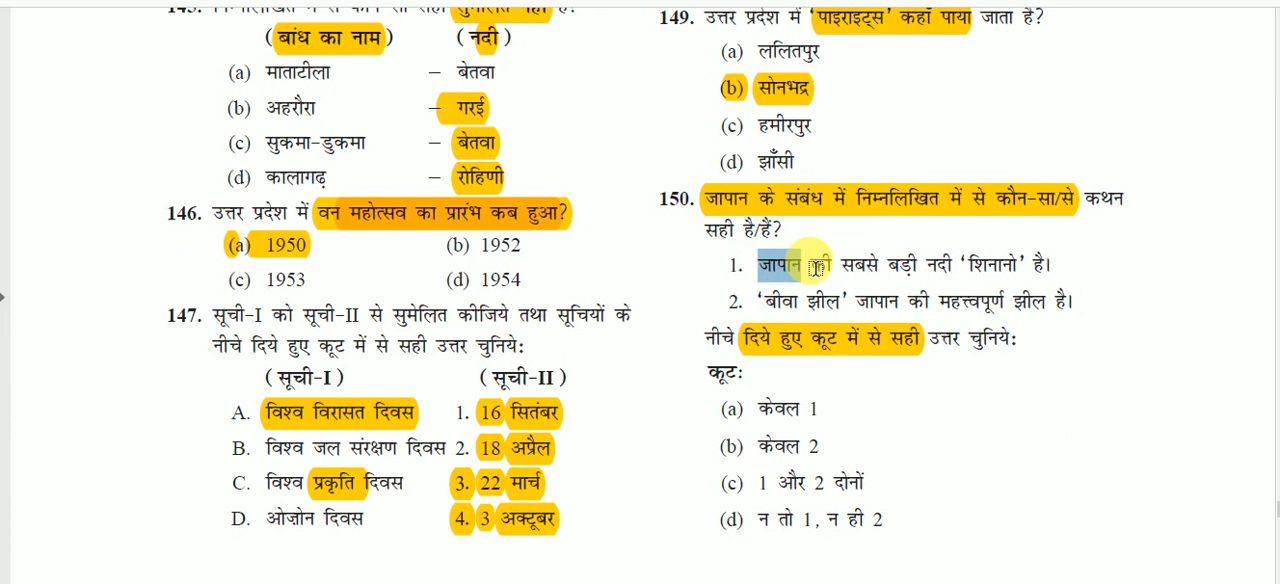 145. निम्नलिखित में से कौन-सा सही सुमेलित नहीं है?
(बांध का नाम) (नदी)
(a) माताटीला – बेतवा
(b) अहरौरा – गरई
(c) सुकमा-डुकमा – बेतवा
(d) कालागढ़ – रोहिणी
146. उत्तर प्रदेश में वन महोत्सव का प्रारंभ कब हुआ?
(a) 1950 (b) 1952
(c) 1953 (d) 1954
147. सूची-I को सूची-II से सुमेलित कीजिये तथा सूचियों के
नीचे दिये हुए कूट में से सही उत्तर चुनिये:
(सूची-I) (सूची-II)
A. विश्व विरासत दिवस 1. 16 सितंबर
B. विश्व जल संरक्षण दिवस 2. 18 अप्रैल
C. विश्व प्रकृति दिवस 3. 22 मार्च
D. ओज़ोन दिवस 4. 3 अक्टूबर
149. उत्तर प्रदेश में 'पाइराइट्स' कहाँ पाया जाता है?
(a) ललितपुर
(b) सोनभद्र
(c) हमीरपुर
(d) झाँसी
150. जापान के संबंध में निम्नलिखित में से कौन-सा/से कथन
सही है/हैं?
1. जापान की सबसे बड़ी नदी 'शिनानो' है।
2. 'बीवा झील' जापान की महत्त्वपूर्ण झील है।
नीचे दिये हुए कूट में से सही उत्तर चुनिये:
कूट:
(a) केवल 1
(b) केवल 2
(c) 1 और 2 दोनों
(d) न तो 1, न ही 2